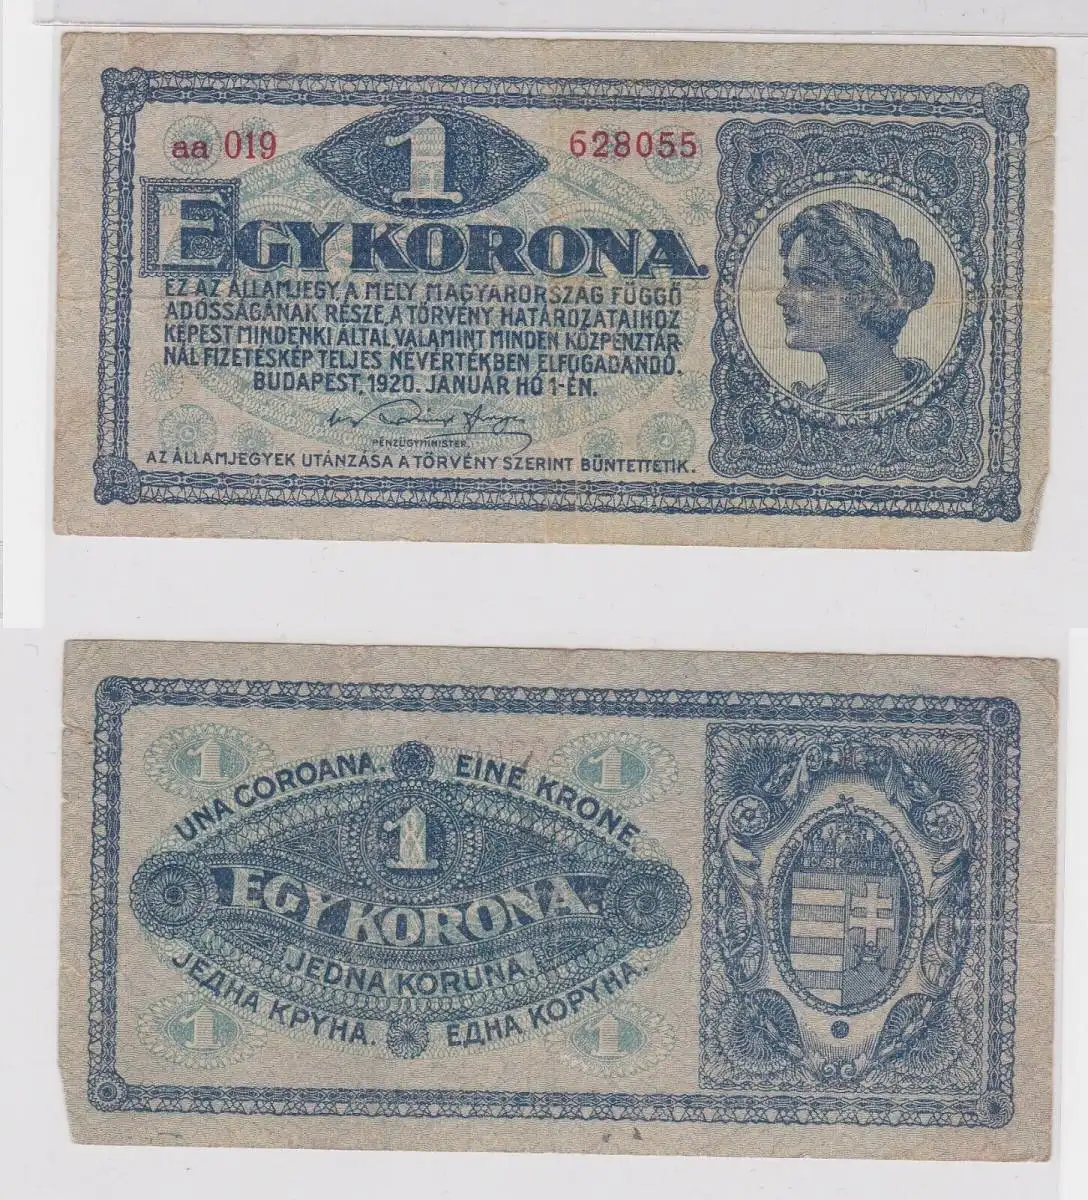 aa 019
1
628055
EGY KORONA.
EZ AZ ÁLLAMJEGY, A MELY MAGYARORSZAG FÜGGŐ
ADÓSSÁGÁNAK RÉSZE, A TÖRVÉNY HATÁROZATAIHOZ
KÉPEST MINDENKI ÁLTAL, VALAMINT MINDEN KÖZPÉNZTÁR-
NÁL FIZETÉSKÉP TELJES NÉVÉRTÉKBEN ELFOGADANDÓ.
BUDAPEST, 1920. JANUÁR HÓ 1-ÉN.
PÉNZÜGYMINISTER.
AZ ÁLLAMJEGYEK UTÁNZÁSA A TÖRVÉNY SZERINT BÜNTETTETIK.
1
1
UNA COROANA. EINE KRONE.
1
EGY KORONA.
JEDNA KORUNA.
ЈЕДНА КРУНА. ЕДНА КОРУНА.
1
1